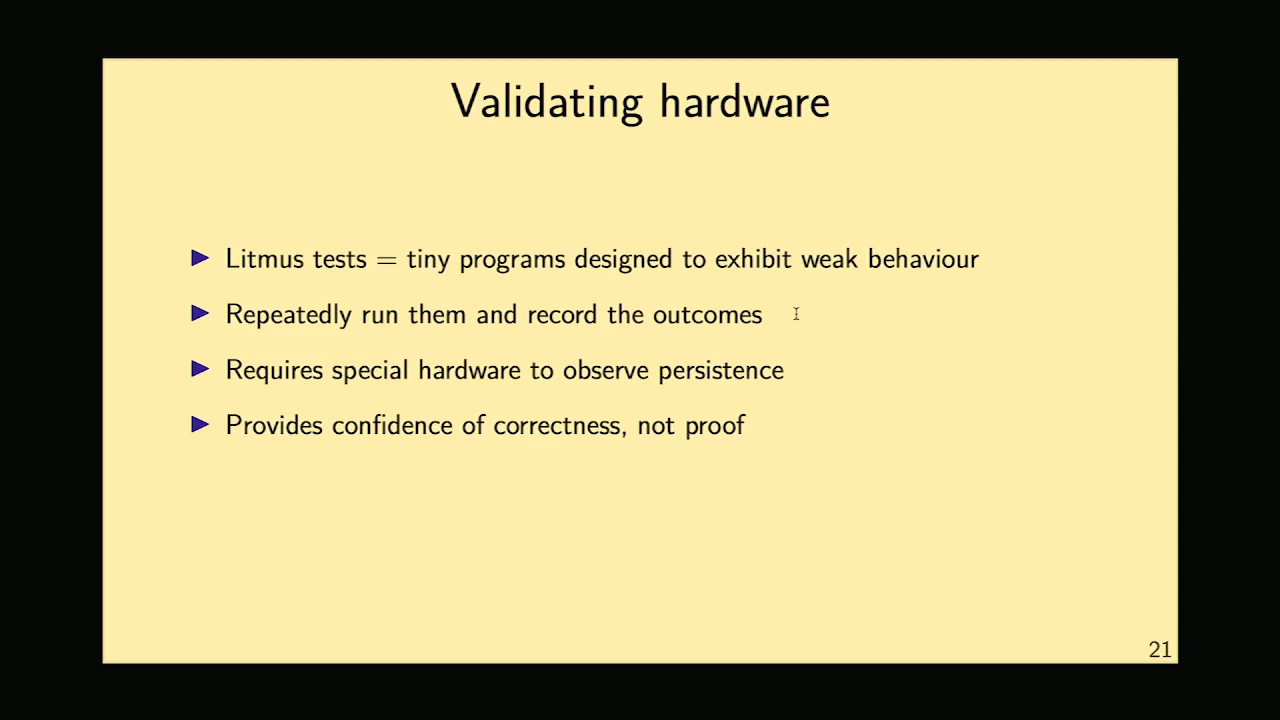 Validating hardware
Litmus tests = tiny programs designed to exhibit weak behaviour
Repeatedly run them and record the outcomes
Requires special hardware to observe persistence
Provides confidence of correctness, not proof
21